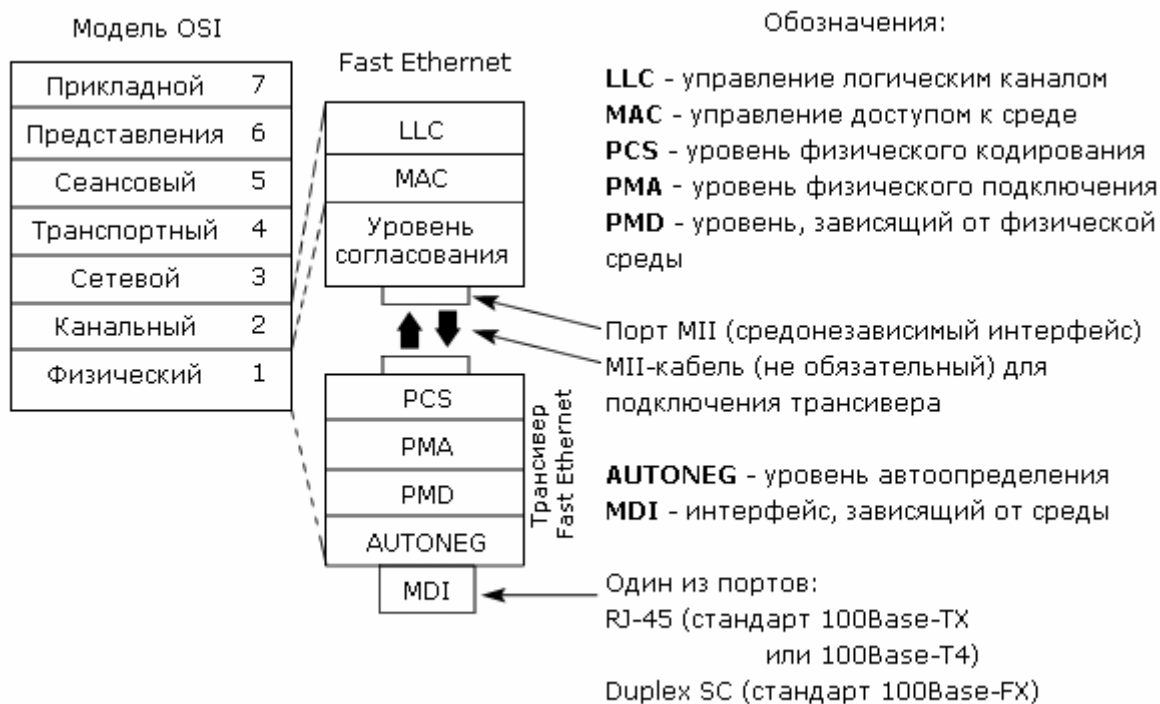 Модель OSI
Прикладной 7
Представления 6
Сеансовый 5
Транспортный 4
Сетевой 3
Канальный 2
Физический 1
Fast Ethernet
LLC
MAC
Уровень
согласования
PCS
PMA
PMD
AUTONEG
MDI
Трансивер
Fast Ethernet
Обозначения:
LLC - управление логическим каналом
MAC - управление доступом к среде
PCS - уровень физического кодирования
PMA - уровень физического подключения
PMD - уровень, зависящий от физической
среды
Порт MII (средонезависимый интерфейс)
MII-кабель (не обязательный) для
подключения трансивера
AUTONEG - уровень автоопределения
MDI - интерфейс, зависящий от среды
Один из портов:
RJ-45 (стандарт 100Base-TX
или 100Base-T4)
Duplex SC (стандарт 100Base-FX)